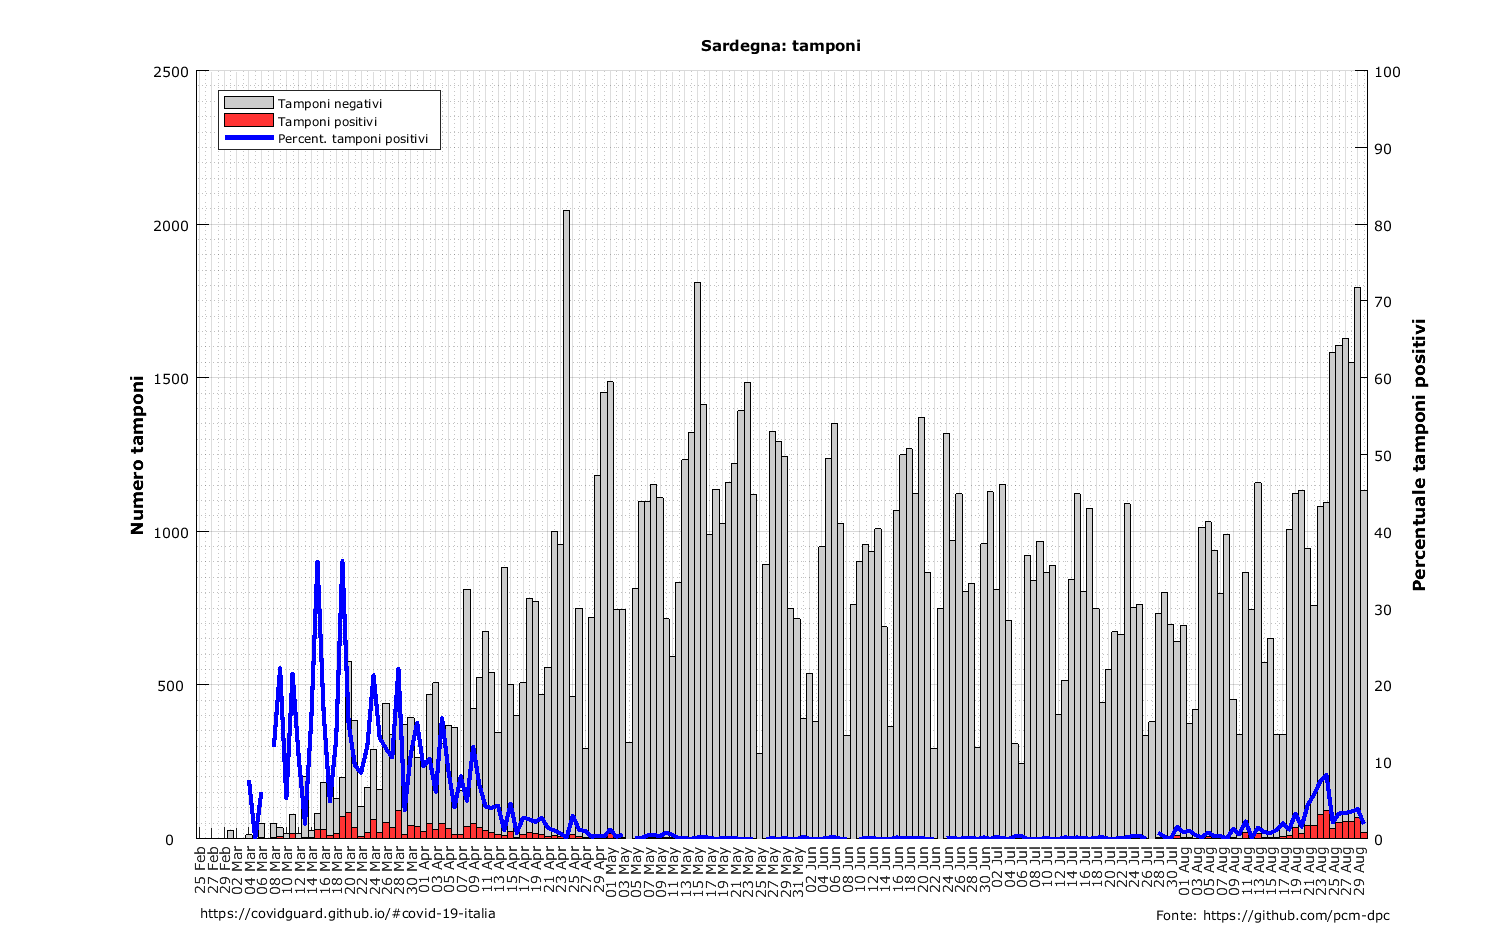 Sardegna: tamponi
2500
2000
1500
1000
500
0
Numero tamponi
Tamponi negativi
Tamponi positivi
Percent. tamponi positivi
100
90
80
70
60
50
40
30
20
10
0
Percentuale tamponi positivi
25 Feb
27 Feb
29 Feb
02 Mar
04 Mar
06 Mar
08 Mar
10 Mar
12 Mar
14 Mar
16 Mar
18 Mar
20 Mar
22 Mar
24 Mar
26 Mar
28 Mar
30 Mar
01 Apr
03 Apr
05 Apr
07 Apr
09 Apr
11 Apr
13 Apr
15 Apr
17 Apr
19 Apr
21 Apr
23 Apr
25 Apr
27 Apr
29 Apr
01 May
03 May
05 May
07 May
09 May
11 May
13 May
15 May
17 May
19 May
21 May
23 May
25 May
27 May
29 May
31 May
02 Jun
04 Jun
06 Jun
08 Jun
10 Jun
12 Jun
14 Jun
16 Jun
18 Jun
20 Jun
22 Jun
24 Jun
26 Jun
28 Jun
30 Jun
02 Jul
04 Jul
06 Jul
08 Jul
10 Jul
12 Jul
14 Jul
16 Jul
18 Jul
20 Jul
22 Jul
24 Jul
26 Jul
28 Jul
30 Jul
01 Aug
03 Aug
05 Aug
07 Aug
09 Aug
11 Aug
13 Aug
15 Aug
17 Aug
19 Aug
21 Aug
23 Aug
25 Aug
27 Aug
29 Aug
https://covidguard.github.io/#covid-19-italia
Fonte: https://github.com/pcm-dpc